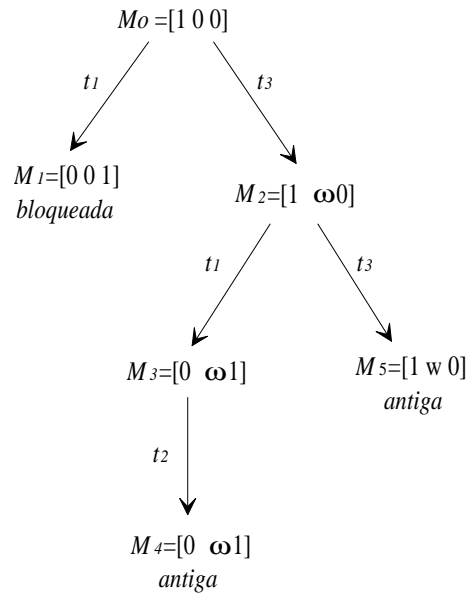 Mo =[1 0 0]
t1
t3
M1=[0 0 1]
bloqueada
M2=[1 ω0]
t1
t3
M3=[0 ω1]
M5=[1 w 0]
antiga
t2
M4=[0 ω1]
antiga